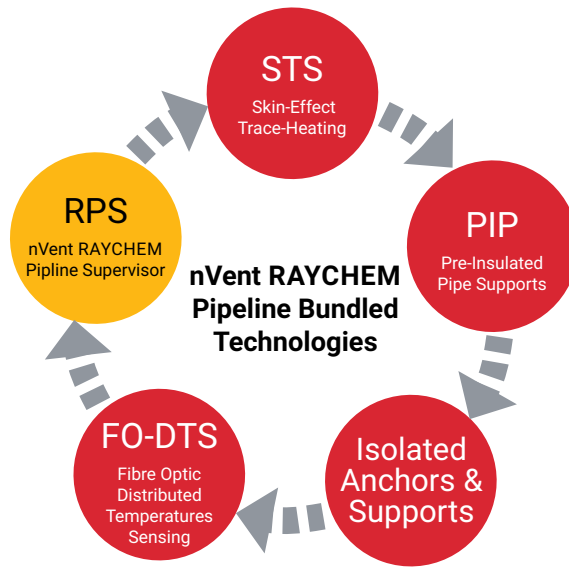 STS
Skin-Effect
Trace-Heating
PIP
Pre-Insulated
Pipe Supports
Isolated
Anchors &
Supports
FO-DTS
Fibre Optic
Distributed
Temperatures
Sensing
RPS
nVent RAYCHEM
Pipline Supervisor
nVent RAYCHEM
Pipeline Bundled
Technologies